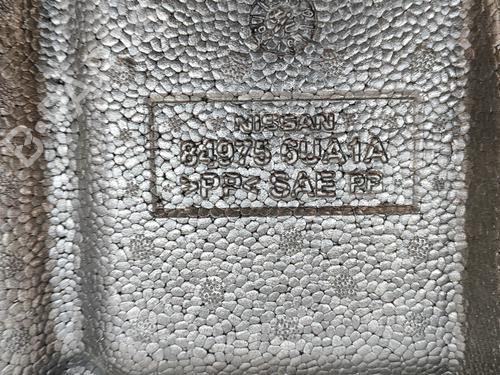 NISSAN
84975 6UA1A
>PP< SAE PP